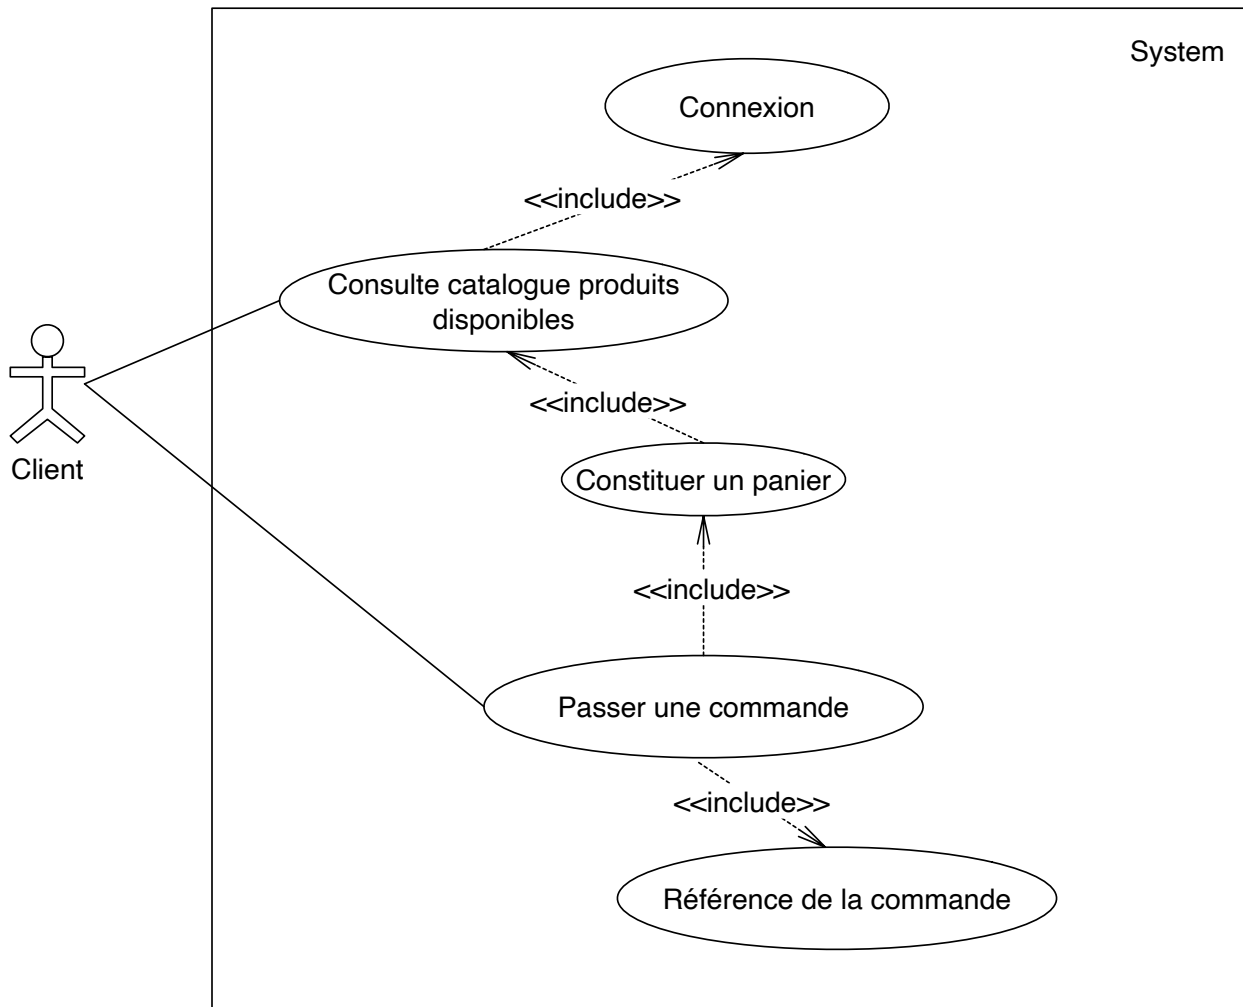 System
Connexion
<<include>>
Consulte catalogue produits
disponibles
<<include>>
Client
Constituer un panier
<<include>>
Passer une commande
<<include>>
Référence de la commande